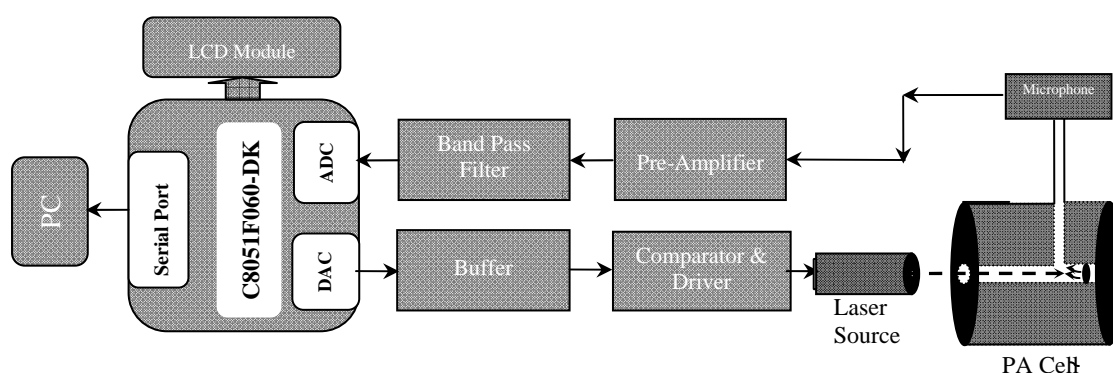 LCD Module
Microphone
Band Pass
Filter
Pre-Amplifier
ADC
C8051F060-DK
Serial Port
PC
DAC
Buffer
Comparator &
Driver
Laser
Source
PA Cell